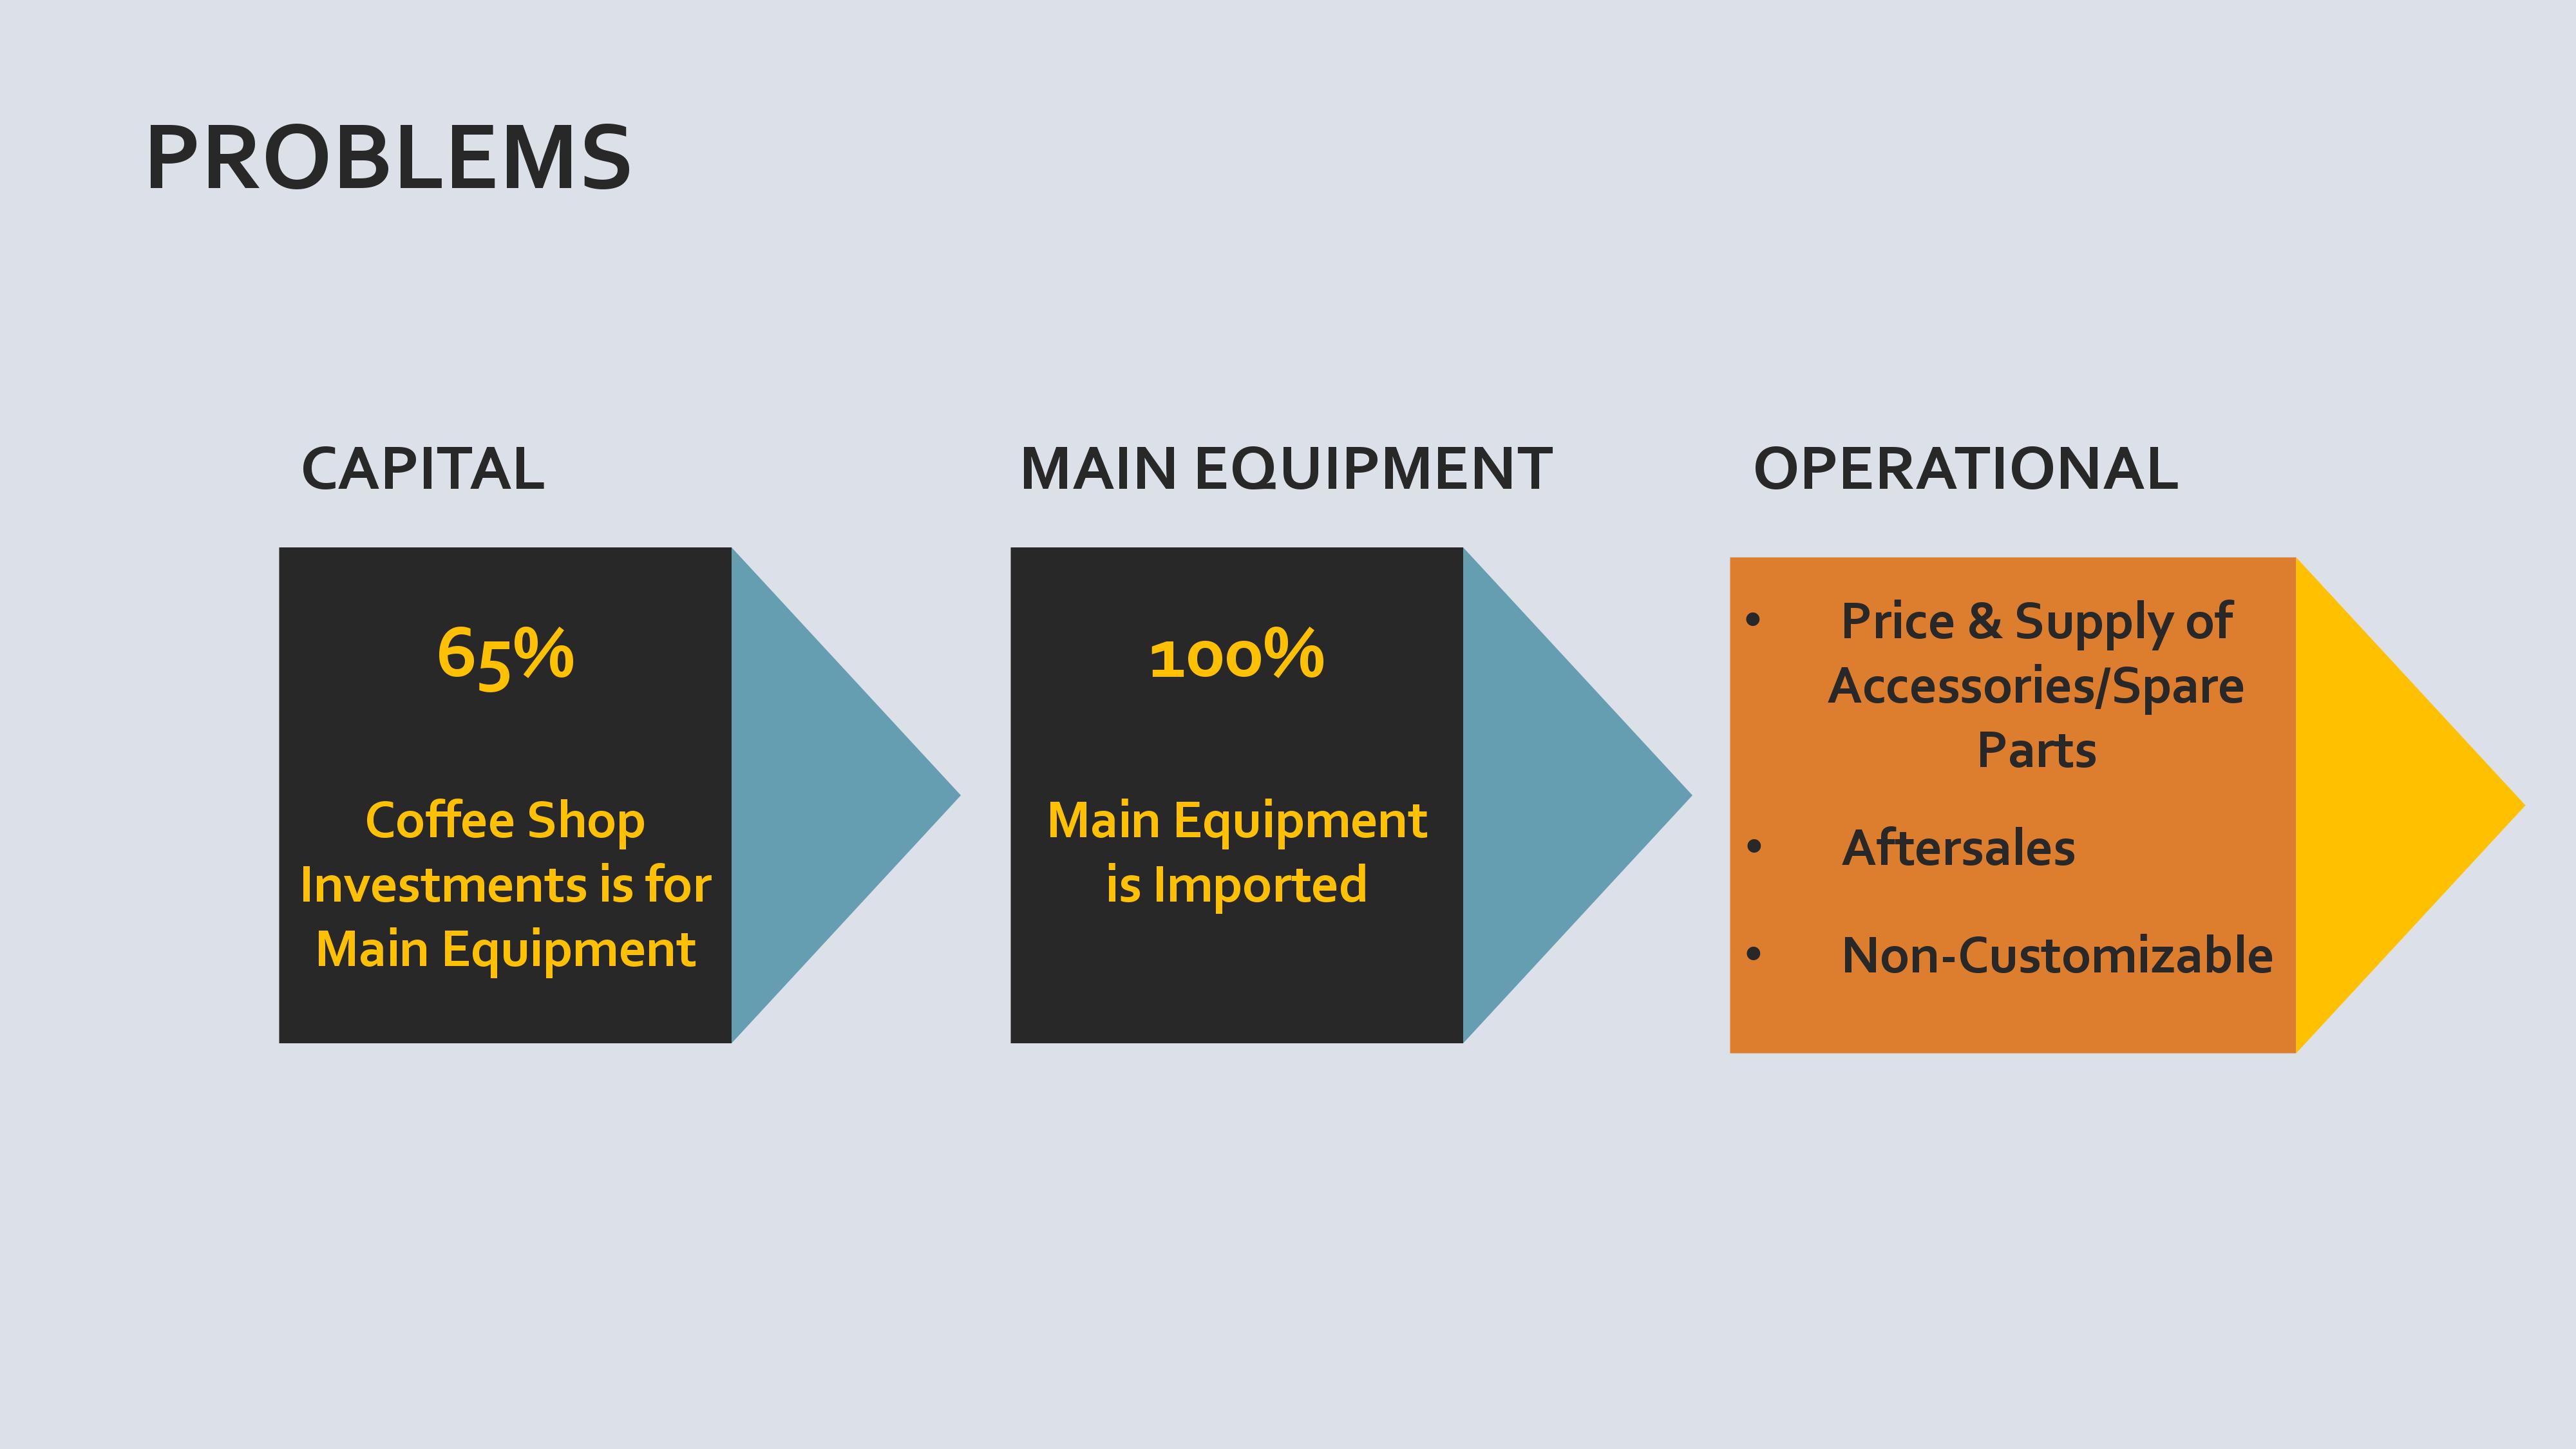 PROBLEMS
CAPITAL
65%
Coffee Shop
Investments is for
Main Equipment
MAIN EQUIPMENT
100%
Main Equipment
is Imported
OPERATIONAL
• Price & Supply of
Accessories/Spare
Parts
• Aftersales
• Non-Customizable